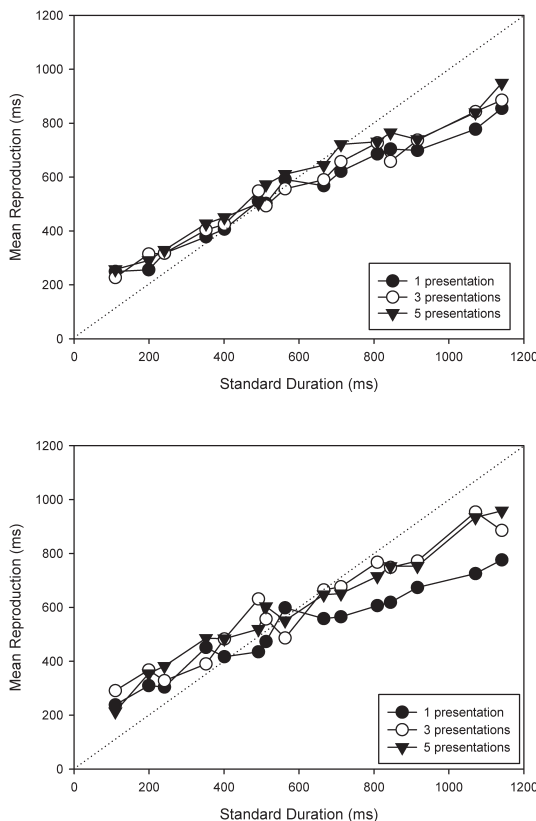 1200
1000
800
600
400
200
0
Mean Reproduction (ms)
1 presentation
3 presentations
5 presentations
0 200 400 600 800 1000 1200
Standard Duration (ms)
1200
1000
800
600
400
200
0
Mean Reproduction (ms)
1 presentation
3 presentations
5 presentations
0 200 400 600 800 1000 1200
Standard Duration (ms)